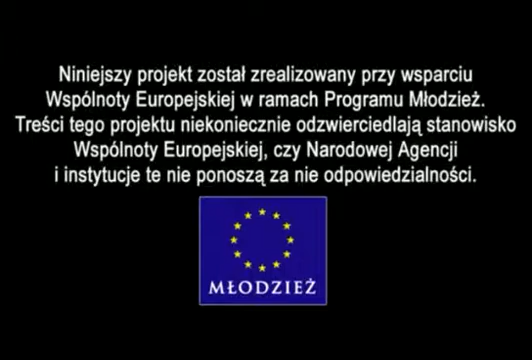 Niniejszy projekt został zrealizowany przy wsparciu
Wspólnoty Europejskiej w ramach Programu Młodzież.
Treści tego projektu niekoniecznie odzwierciedlają stanowisko
Wspólnoty Europejskiej, czy Narodowej Agencji
i instytucje te nie ponoszą za nie odpowiedzialności.
MŁODZIEŻ